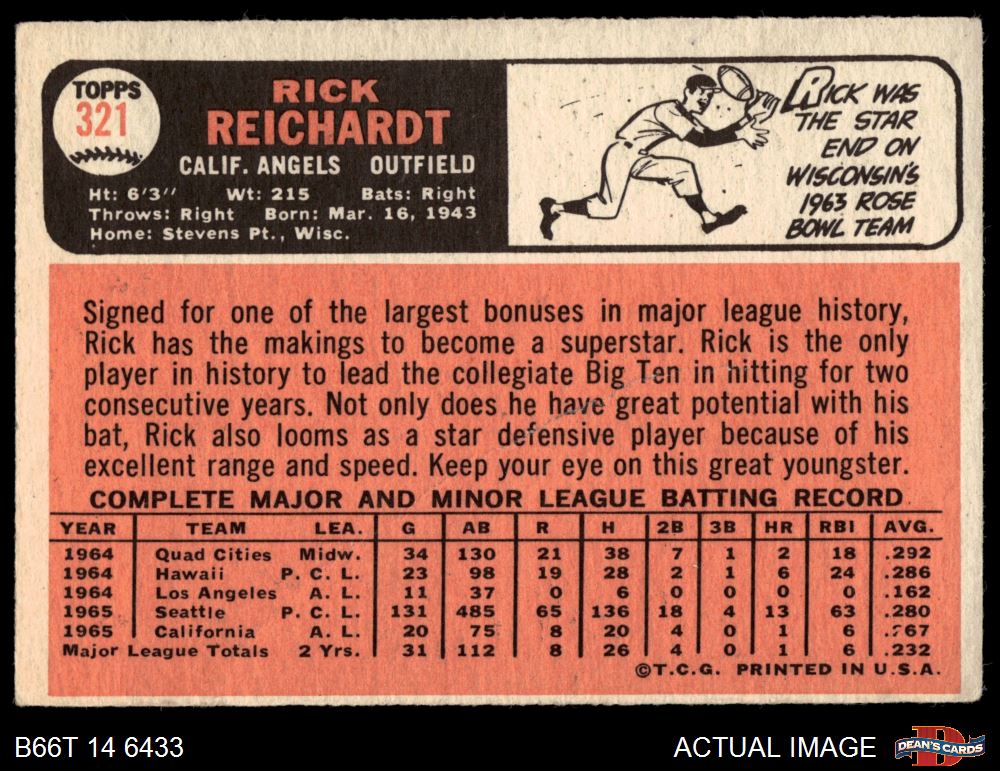 TOPPS
321
RICK
REICHARDT
CALIF. ANGELS OUTFIELD
Ht: 6'3" Wt: 215 Bats: Right
Throws: Right Born: Mar. 16, 1943
Home: Stevens Pt., Wisc.
RICK WAS
THE STAR
END ON
WISCONSIN'S
1963 ROSE
BOWL TEAM
Signed for one of the largest bonuses in major league history,
Rick has the makings to become a superstar. Rick is the only
player in history to lead the collegiate Big Ten in hitting for two
consecutive years. Not only does he have great potential with his
bat, Rick also looms as a star defensive player because of his
excellent range and speed. Keep your eye on this great youngster.
COMPLETE MAJOR AND MINOR LEAGUE BATTING RECORD
YEAR TEAM LEA. G AB R H 2B 3B HR RBI AVG.
1964 Quad Cities Midw. 34 130 21 38 7 1 2 18 .292
1964 Hawaii P. C. L. 23 98 19 28 2 1 6 24 .286
1964 Los Angeles A. L. 11 37 0 6 0 0 0 0 .162
1965 Seattle P. C. L. 131 485 65 136 18 4 13 63 .280
1965 California A. L. 20 75 8 20 4 0 1 6 .267
Major League Totals 2 Yrs. 31 112 8 26 4 0 1 6 .232
©T.C.G. PRINTED IN U.S.A.
B66T 14 6433
ACTUAL IMAGE
DEAN'S CARDS